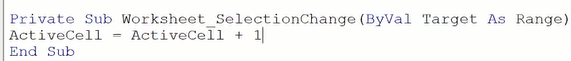 Private Sub Worksheet_SelectionChange(ByVal Target As Range)
ActiveCell = ActiveCell + 1
End Sub